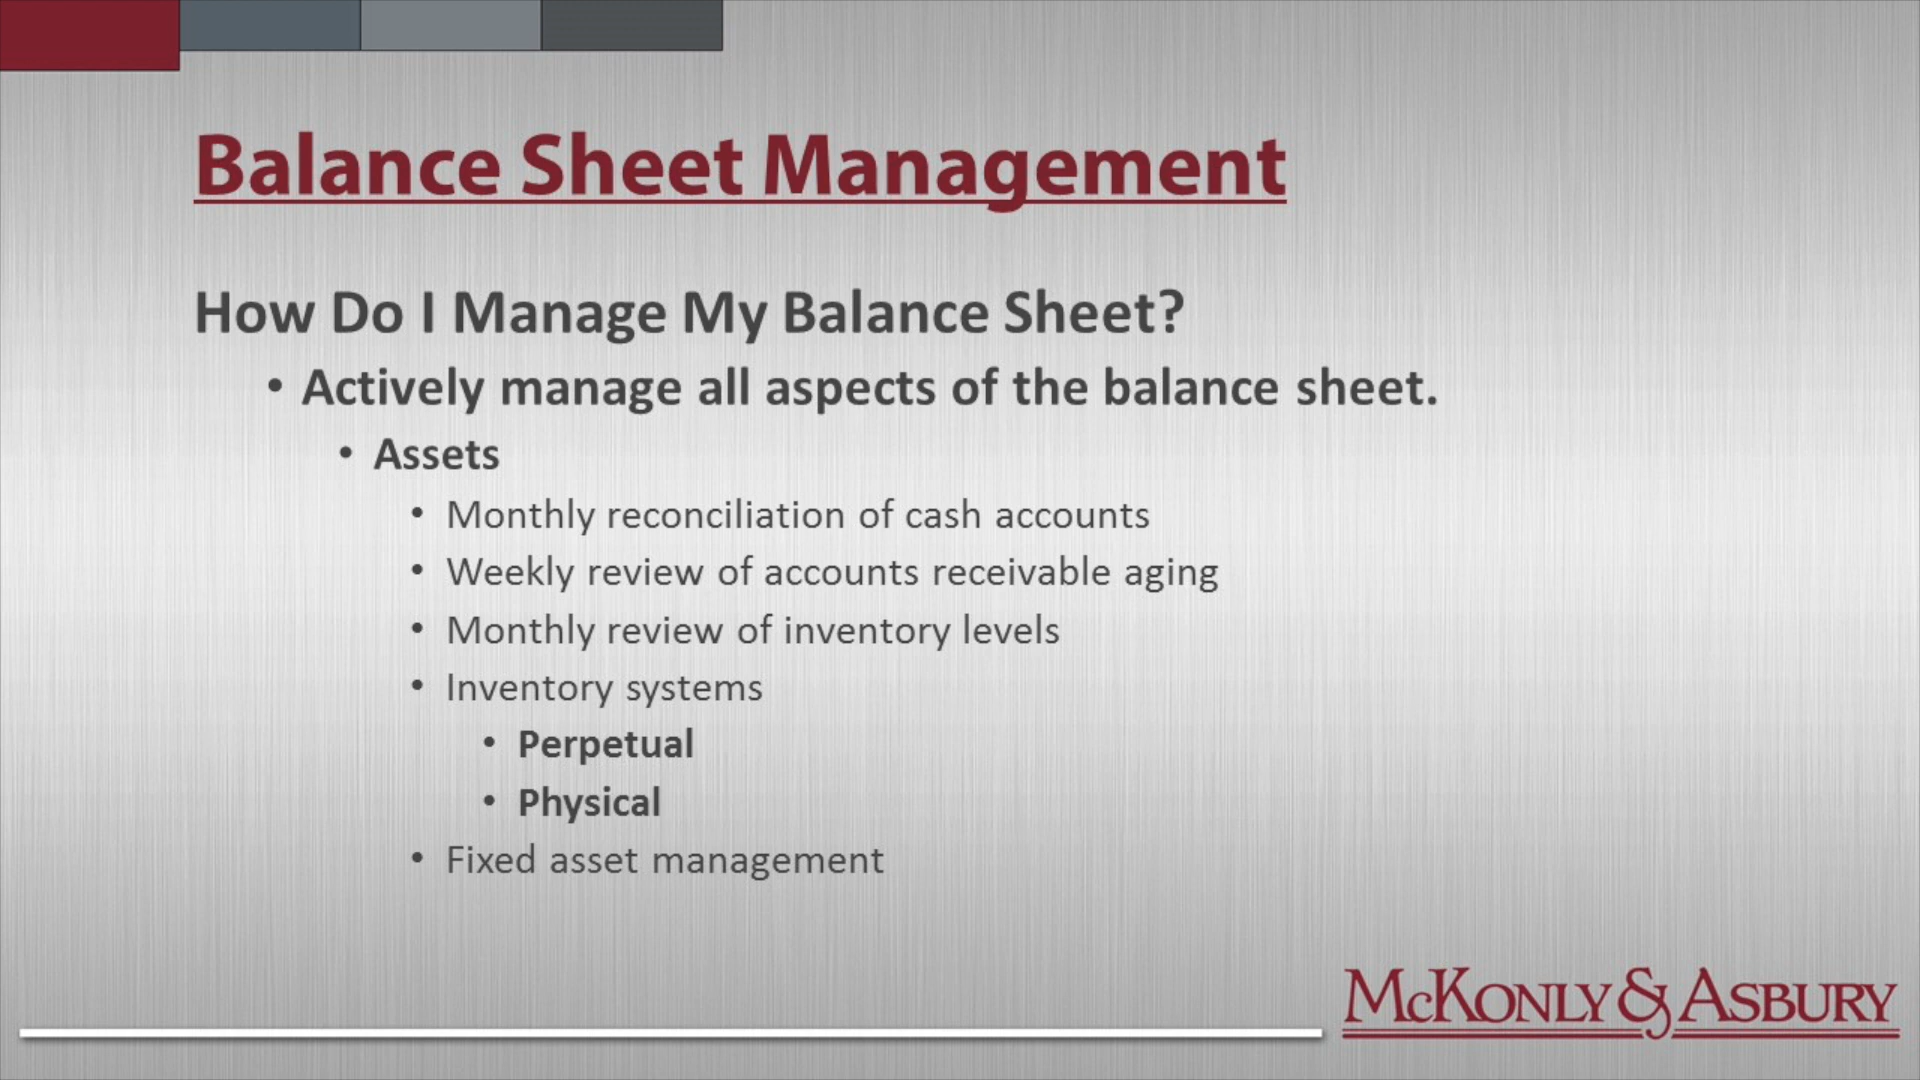 Balance Sheet Management
How Do I Manage My Balance Sheet?
• Actively manage all aspects of the balance sheet.
• Assets
• Monthly reconciliation of cash accounts
• Weekly review of accounts receivable aging
• Monthly review of inventory levels
• Inventory systems
• Perpetual
• Physical
• Fixed asset management
McKonly & Asbury